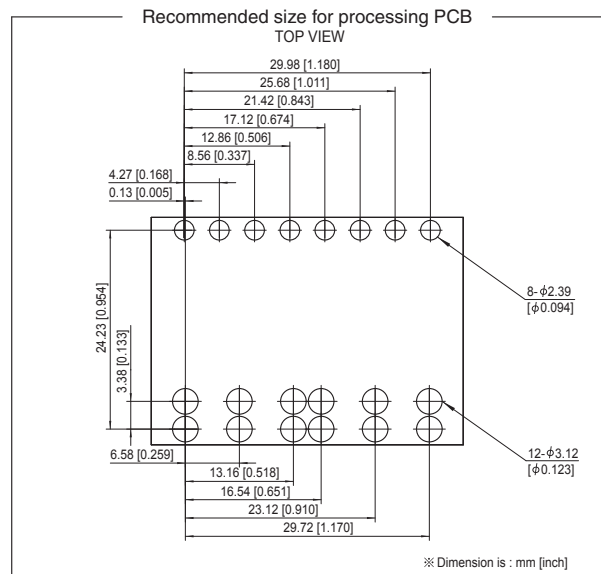 Recommended size for processing PCB
TOP VIEW
29.98 [1.180]
25.68 [1.011]
21.42 [0.843]
17.12 [0.674]
12.86 [0.506]
8.56 [0.337]
4.27 [0.168]
0.13 [0.005]
8-ϕ2.39
[ϕ0.094]
24.23 [0.954]
3.38 [0.133]
12-ϕ3.12
[ϕ0.123]
6.58 [0.259]
13.16 [0.518]
16.54 [0.651]
23.12 [0.910]
29.72 [1.170]
※ Dimension is : mm [inch]